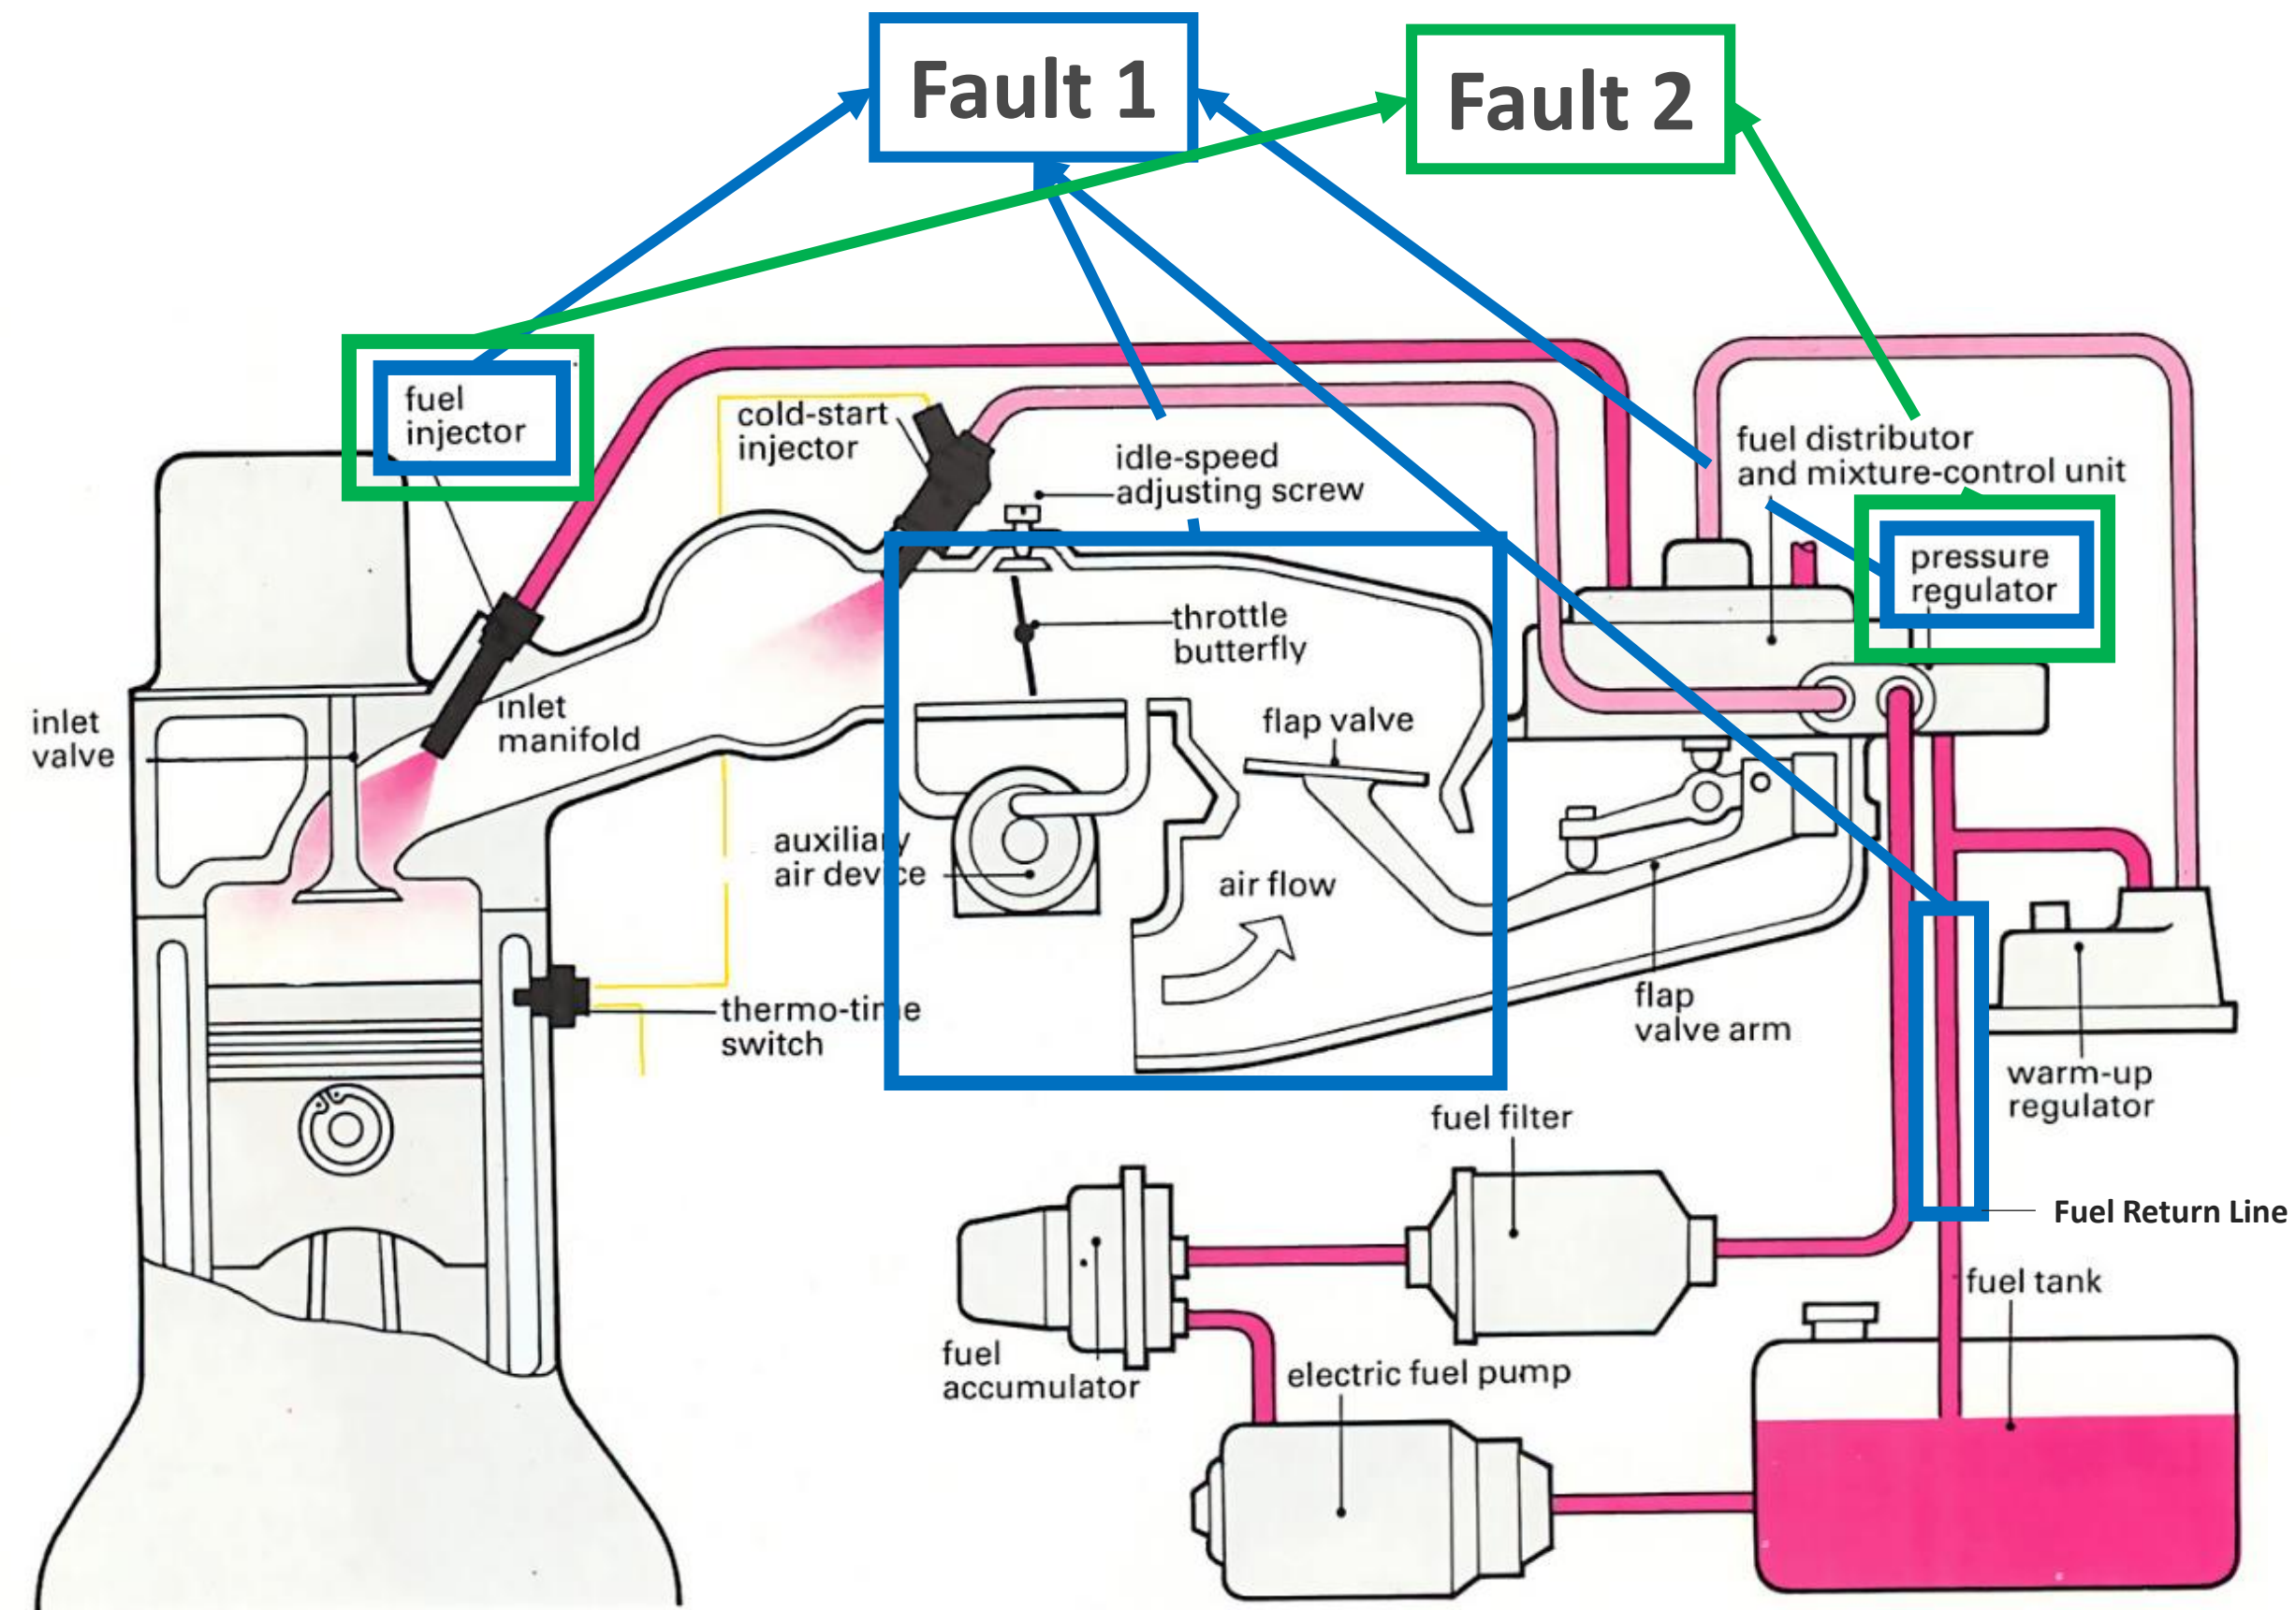 Fault 1
Fault 2
fuel
injector
cold-start
injector
idle-speed
adjusting screw
fuel distributor
and mixture-control unit
pressure
regulator
throttle
butterfly
inlet
manifold
inlet
valve
flap valve
auxiliary
air device
air flow
thermo-time
switch
flap
valve arm
warm-up
regulator
fuel filter
Fuel Return Line
fuel tank
fuel
accumulator
electric fuel pump